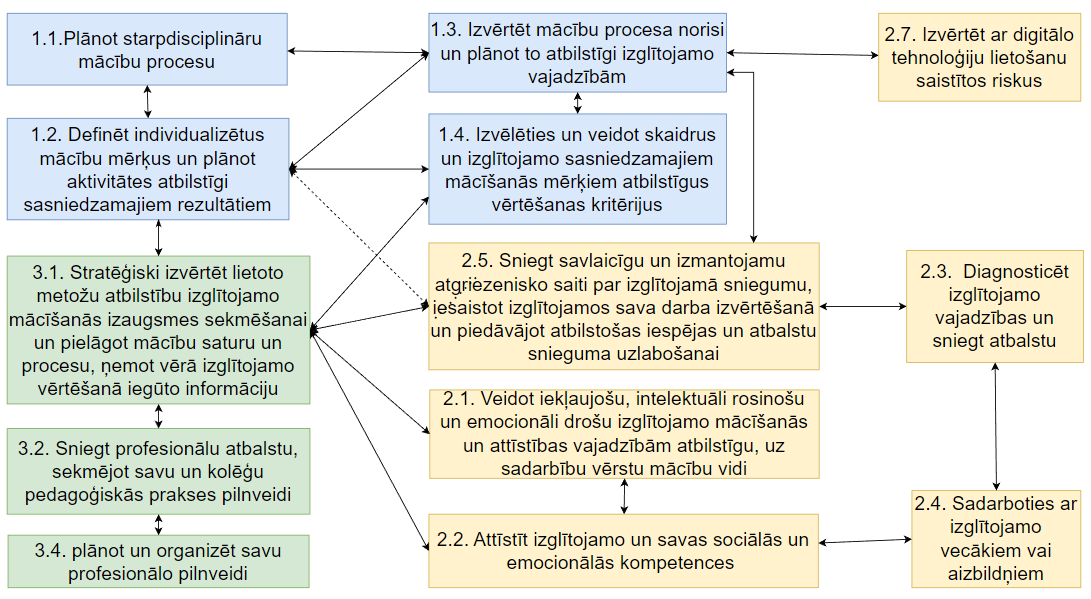 1.1.Plānot starpdisciplināru
mācību procesu
1.2. Definēt individualizētus
mācību mērķus un plānot
aktivitātes atbilstīgi
sasniedzamajiem rezultātiem
3.1. Stratēģiski izvērtēt lietoto
metožu atbilstību izglītojamo
mācīšanās izaugsmes sekmēšanai
un pielāgot mācību saturu un
procesu, ņemot vērā izglītojamo
vērtēšanā iegūto informāciju
3.2. Sniegt profesionālu atbalstu,
sekmējot savu un kolēģu
pedagoģiskās prakses pilnveidi
3.4. plānot un organizēt savu
profesionālo pilnveidi
1.3. Izvērtēt mācību procesa norisi
un plānot to atbilstīgi izglītojamo
vajadzībām
1.4. Izvēlēties un veidot skaidrus
un izglītojamo sasniedzamajiem
mācīšanās mērķiem atbilstīgus
vērtēšanas kritērijus
2.5. Sniegt savlaicīgu un izmantojamu
atgriezenisko saiti par izglītojamā sniegumu,
iešaistot izglītojamos sava darba izvērtēšanā
un piedāvājot atbilstošas iespējas un atbalstu
snieguma uzlabošanai
2.1. Veidot iekļaujošu, intelektuāli rosinošu
un emocionāli drošu izglītojamo mācīšanās
un attīstības vajadzībām atbilstīgu, uz
sadarbību vērstu mācību vidi
2.2. Attīstīt izglītojamo un savas sociālās un
emocionālās kompetences
2.7. Izvērtēt ar digitālo
tehnoloģiju lietošanu
saistītos riskus
2.3.  Diagnosticēt
izglītojamo
vajadzības un
sniegt atbalstu
2.4. Sadarboties ar
izglītojamo
vecākiem vai
aizbildņiem